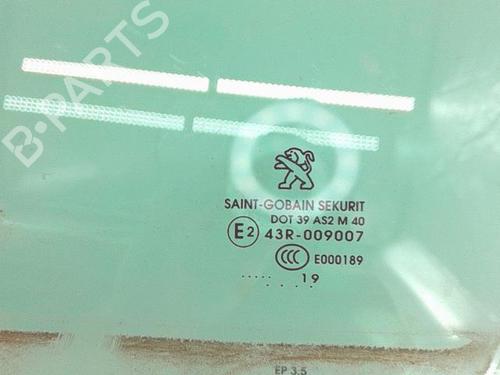 B-PARTS
SAINT-GOBAIN SEKURIT
DOT 39 AS2 M 40
E2 43R-009007
CCC E000189
..... 19 ....
EP 3.5